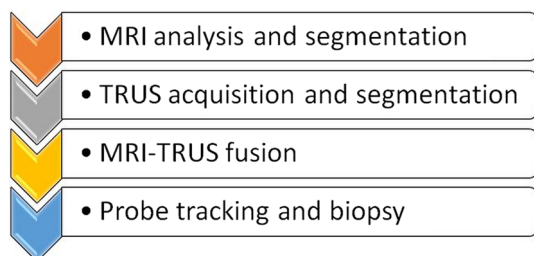 • MRI analysis and segmentation
• TRUS acquisition and segmentation
• MRI-TRUS fusion
• Probe tracking and biopsy